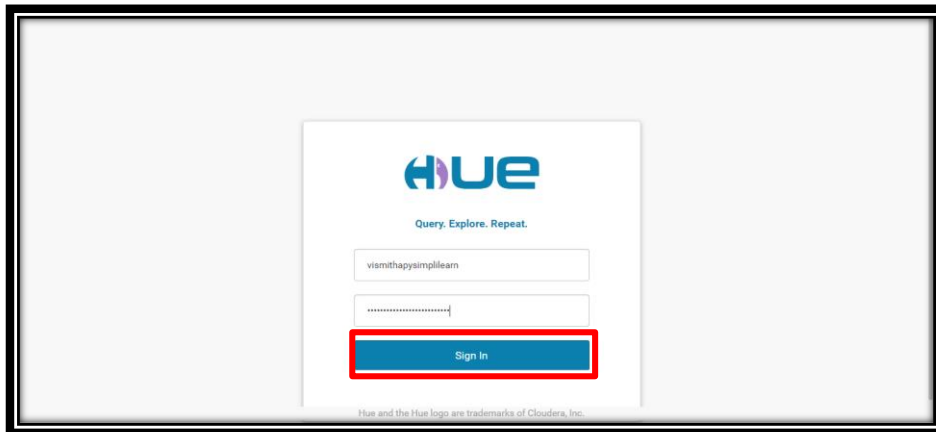 HUE
Query. Explore. Repeat.
vismithapysimplilearn
Sign In
Hue and the Hue logo are trademarks of Cloudera, Inc.